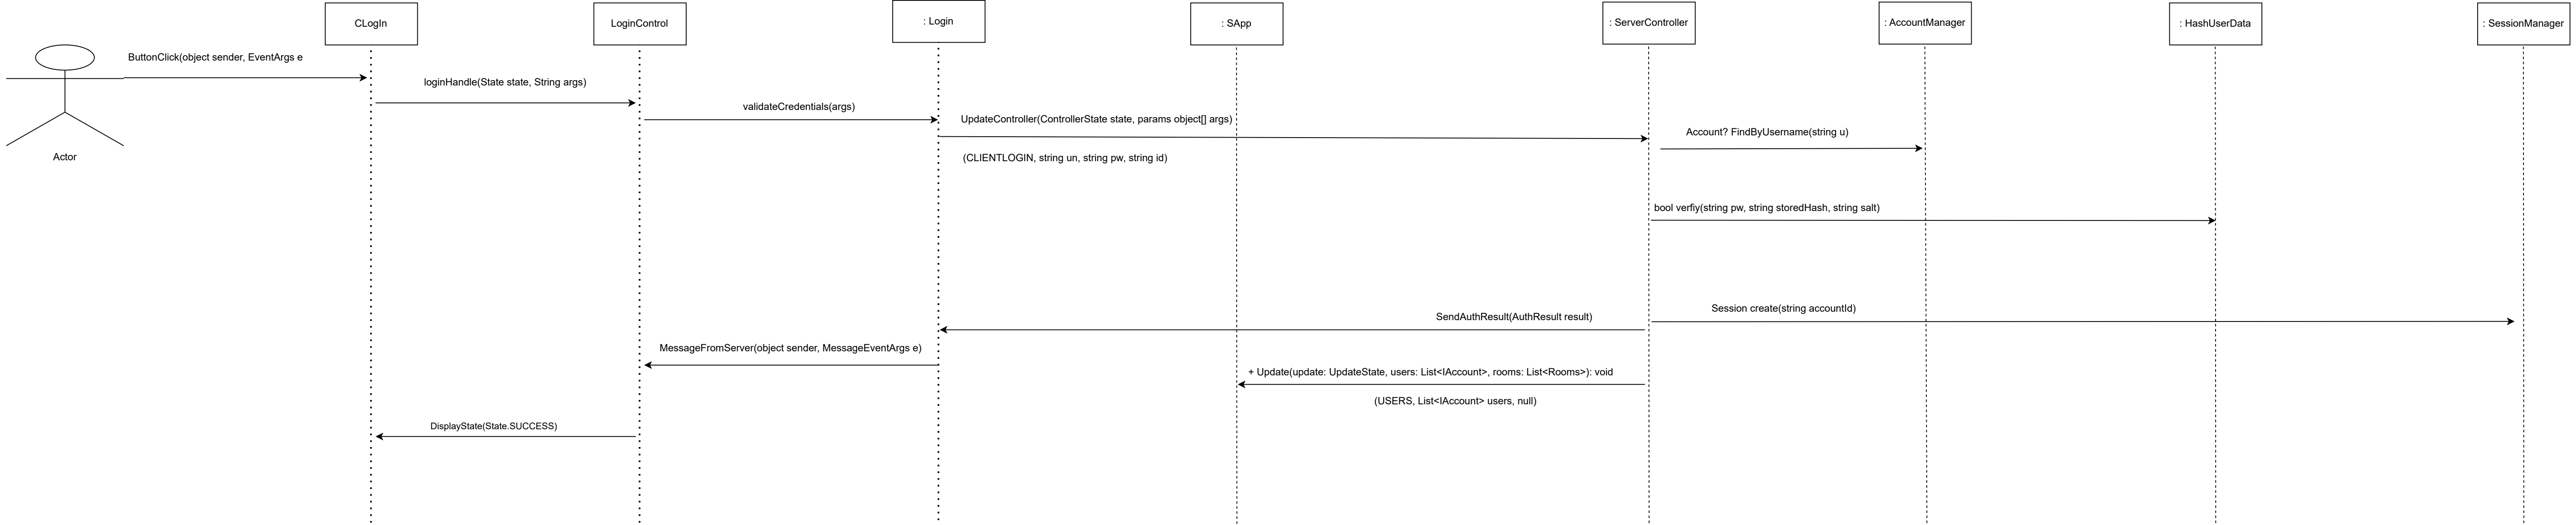 CLogIn
LoginControl
: Login
: SApp
: ServerController
: AccountManager
: HashUserData
: SessionManager
Actor
ButtonClick(object sender, EventArgs e
loginHandle(State state, String args)
validateCredentials(args)
UpdateController(ControllerState state, params object[] args)
(CLIENTLOGIN, string un, string pw, string id)
Account? FindByUsername(string u)
bool verfiy(string pw, string storedHash, string salt)
Session create(string accountId)
SendAuthResult(AuthResult result)
MessageFromServer(object sender, MessageEventArgs e)
+ Update(update: UpdateState, users: List<IAccount>, rooms: List<Rooms>): void
(USERS, List<IAccount> users, null)
DisplayState(State.SUCCESS)